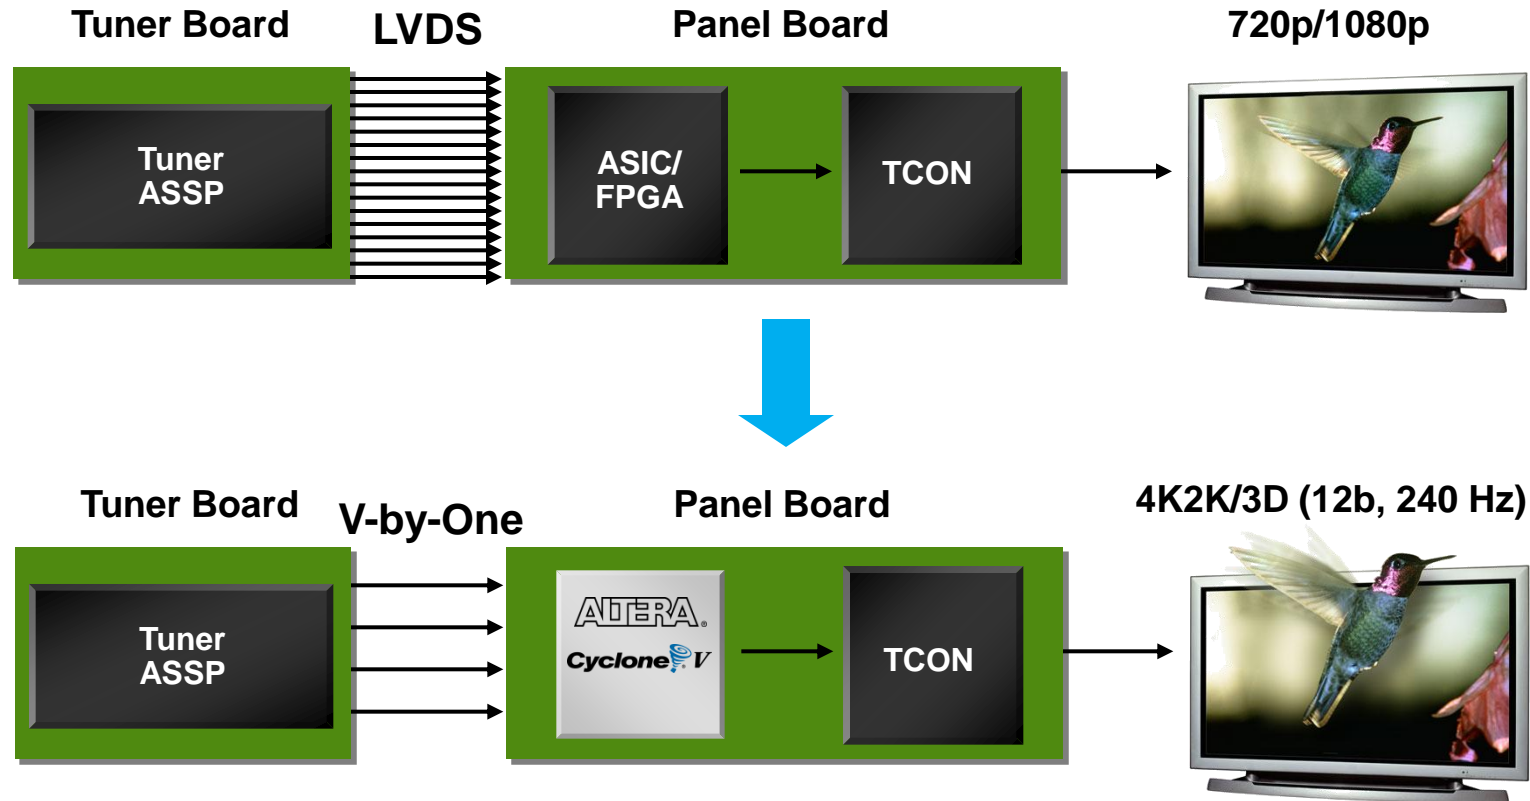 Tuner Board
LVDS
Panel Board
720p/1080p
Tuner
ASSP
ASIC/
FPGA
TCON
Tuner Board
V-by-One
Panel Board
4K2K/3D (12b, 240 Hz)
Tuner
ASSP
ALTERA®
Cyclone® V
TCON